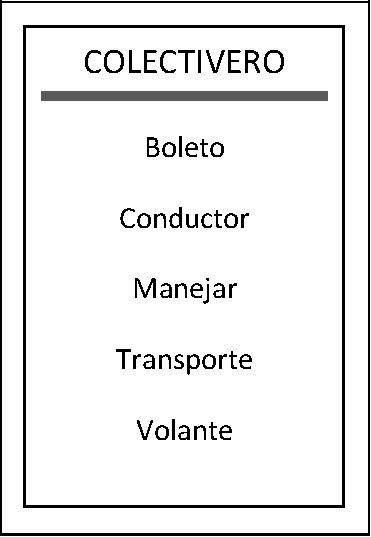 COLECTIVERO
Boleto
Conductor
Manejar
Transporte
Volante